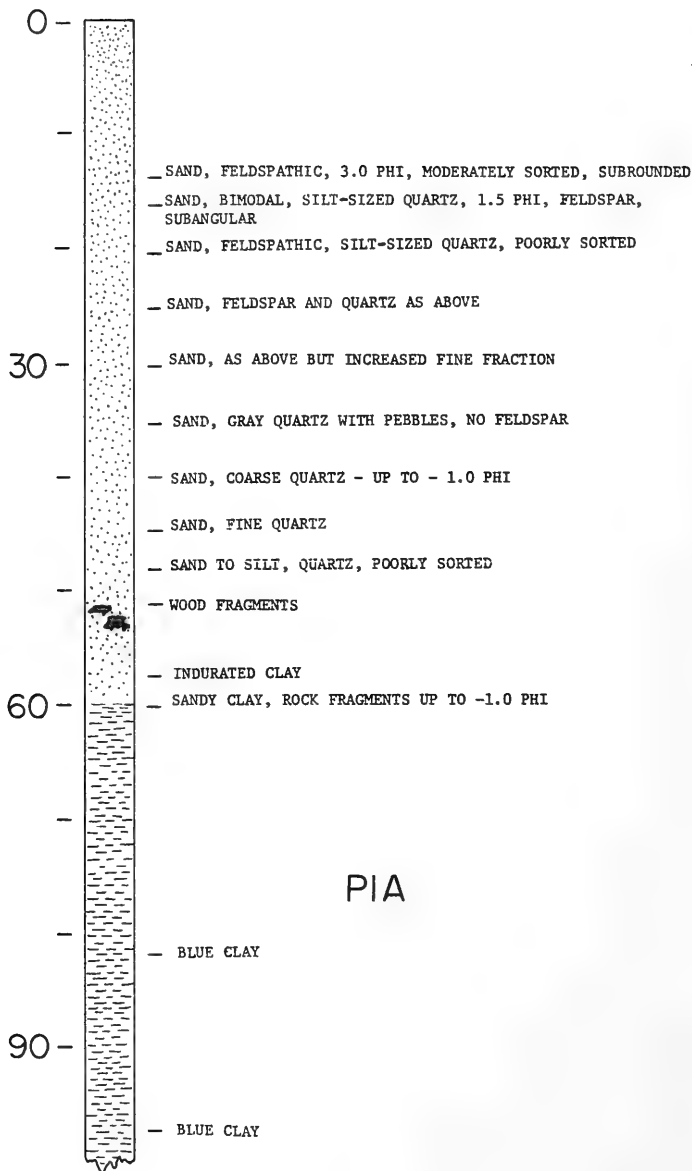 0
SAND, FELDSPATHIC, 3.0 PHI, MODERATELY SORTED, SUBROUNDED
SAND, BIMODAL, SILT-SIZED QUARTZ, 1.5 PHI, FELDSPAR,
SUBANGULAR
SAND, FELDSPATHIC, SILT-SIZED QUARTZ, POORLY SORTED
SAND, FELDSPAR AND QUARTZ AS ABOVE
30
SAND, AS ABOVE BUT INCREASED FINE FRACTION
SAND, GRAY QUARTZ WITH PEBBLES, NO FELDSPAR
SAND, COARSE QUARTZ - UP TO - 1.0 PHI
SAND, FINE QUARTZ
SAND TO SILT, QUARTZ, POORLY SORTED
WOOD FRAGMENTS
INDURATED CLAY
60
SANDY CLAY, ROCK FRAGMENTS UP TO -1.0 PHI
PIA
BLUE CLAY
90
BLUE CLAY